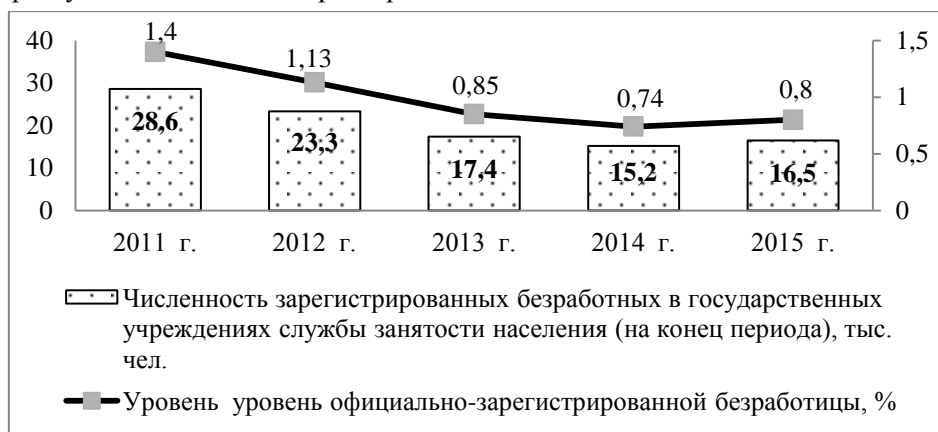 1,4
1,13
0,85
0,74
0,8
40
30
20
10
0
1,5
1
0,5
0
28,6
23,3
17,4
15,2
16,5
2011 г.
2012 г.
2013 г.
2014 г.
2015 г.
Численность зарегистрированных безработных в государственных
учреждениях службы занятости населения (на конец периода), тыс.
чел.
Уровень уровень официально-зарегистрированной безработицы, %